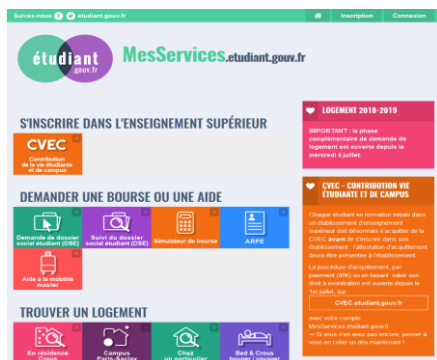 Suivez-nous etudiant.gouv.fr
Inscription
Connexion
étudiant
gouv.fr
MesServices.etudiant.gouv.fr
S'INSCRIRE DANS L'ENSEIGNEMENT SUPÉRIEUR
CVEC
Contribution
de la vie étudiante
et de campus
DEMANDER UNE BOURSE OU UNE AIDE
Demande de dossier
social étudiant (DSE)
Suivi du dossier
social étudiant (DSE)
Simulateur de bourse
ARPE
Aide à la mobilité
master
TROUVER UN LOGEMENT
En résidence
Crous
Campus
Paris-Saclay
Chez
un particulier
Bed & Crous
bouger / voyager
LOGEMENT 2018-2019
IMPORTANT : la phase
complémentaire de demande de
logement est ouverte depuis le
mercredi 4 juillet.
CVEC - CONTRIBUTION VIE
ÉTUDIANTE ET DE CAMPUS
Chaque étudiant en formation initiale dans
un établissement d'enseignement
supérieur doit désormais s'acquitter de la
CVEC avant de s'inscrire dans son
établissement : l'attestation d'acquittement
devra être présentée à l'établissement.
La procédure d'acquittement, par
paiement (90€) ou en faisant valoir son
droit à exonération est ouverte depuis le
1er juillet, sur
CVEC.etudiant.gouv.fr
avec votre compte
MesServices.etudiant.gouv.fr.
→ Si vous n'en avez pas encore, penser à
vous en créer un dès maintenant !